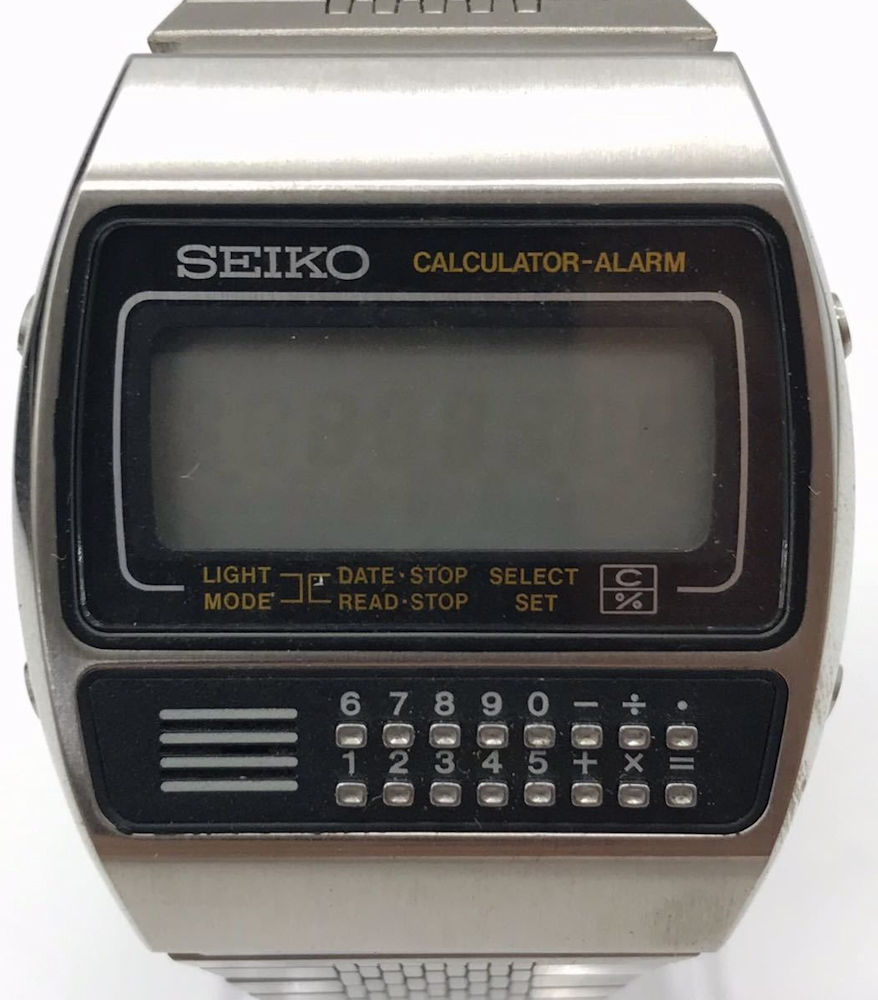 SEIKO CALCULATOR-ALARM
LIGHT DATE·STOP SELECT C
MODE READ·STOP SET %
6 7 8 9 0 − ÷ ·
1 2 3 4 5 + × =